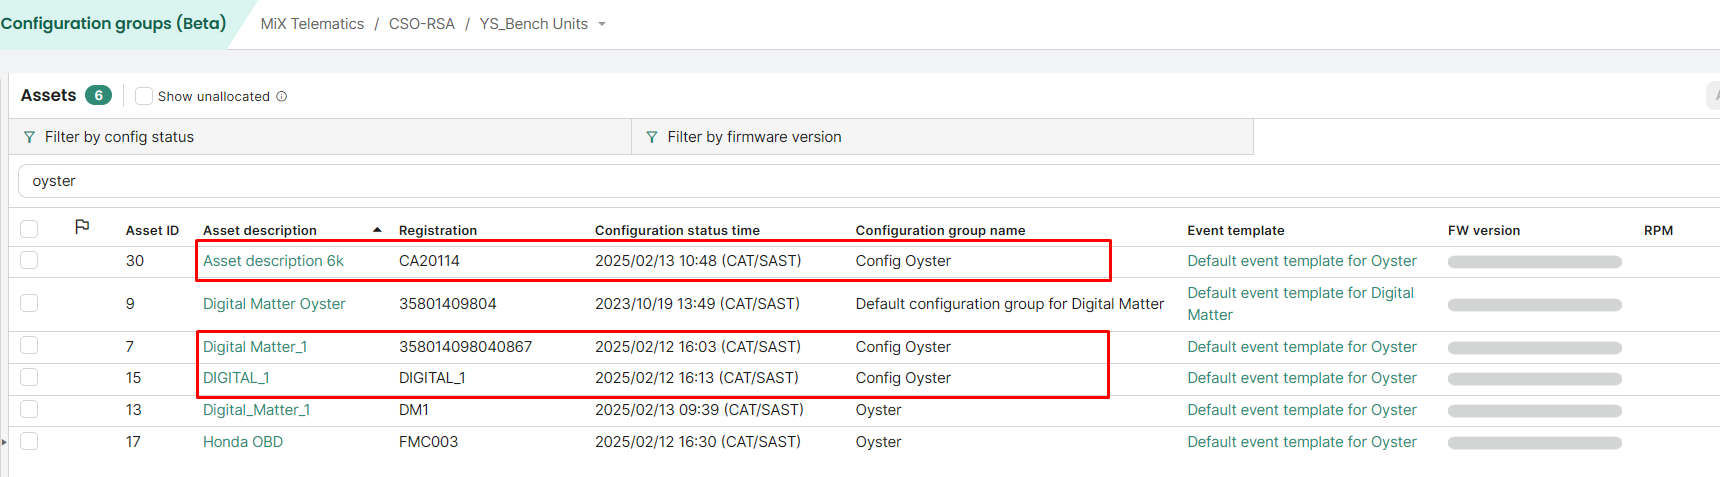 Configuration groups (Beta) MiX Telematics / CSO-RSA / YS_Bench Units
Assets 6 Show unallocated
Filter by config status Filter by firmware version
oyster
Asset ID Asset description Registration Configuration status time Configuration group name Event template FW version RPM
30 Asset description 6k CA20114 2025/02/13 10:48 (CAT/SAST) Config Oyster Default event template for Oyster
9 Digital Matter Oyster 35801409804 2023/10/19 13:49 (CAT/SAST) Default configuration group for Digital Matter Default event template for Digital
Matter
7 Digital Matter_1 358014098040867 2025/02/12 16:03 (CAT/SAST) Config Oyster Default event template for Oyster
15 DIGITAL_1 DIGITAL_1 2025/02/12 16:13 (CAT/SAST) Config Oyster Default event template for Oyster
13 Digital_Matter_1 DM1 2025/02/13 09:39 (CAT/SAST) Oyster Default event template for Oyster
17 Honda OBD FMC003 2025/02/12 16:30 (CAT/SAST) Oyster Default event template for Oyster